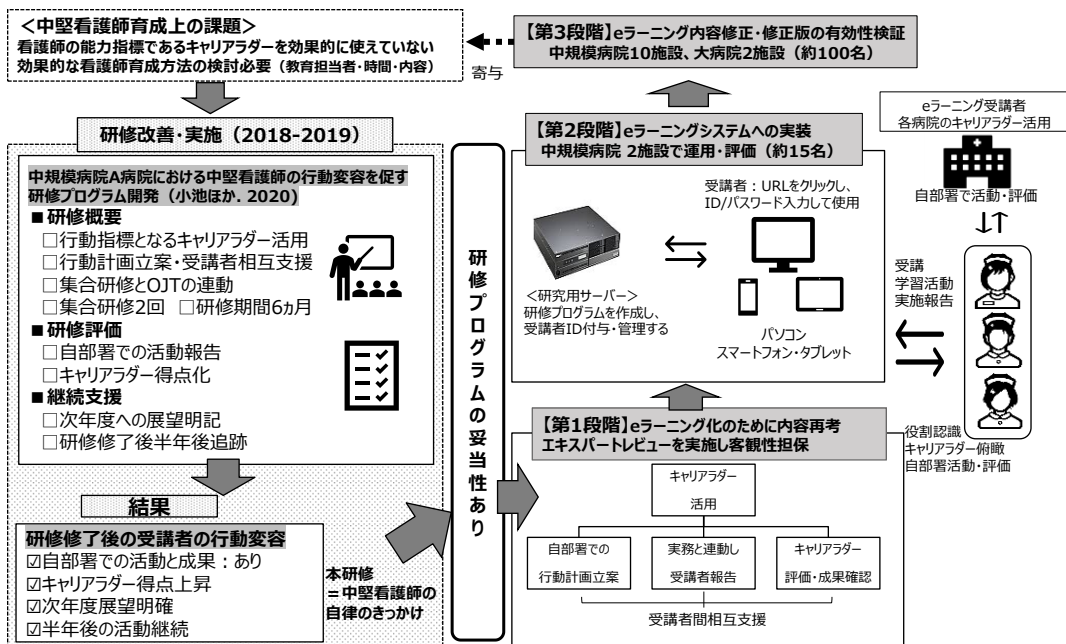 ＜中堅看護師育成上の課題＞
看護師の能力指標であるキャリアラダーを効果的に使えていない
効果的な看護師育成方法の検討必要（教育担当者・時間・内容）
寄与
【第3段階】eラーニング内容修正・修正版の有効性検証
中規模病院10施設、大病院2施設（約100名）
研修改善・実施（2018-2019）
中規模病院A病院における中堅看護師の行動変容を促す
研修プログラム開発（小池ほか. 2020)
■研修概要
□行動指標となるキャリアラダー活用
□行動計画立案・受講者相互支援
□集合研修とOJTの連動
□集合研修2回 □研修期間6ヵ月
■研修評価
□自部署での活動報告
□キャリアラダー得点化
■継続支援
□次年度への展望明記
□研修修了後半年後追跡
結果
研修修了後の受講者の行動変容
☑自部署での活動と成果：あり
☑キャリアラダー得点上昇
☑次年度展望明確
☑半年後の活動継続
本研修
＝中堅看護師の
自律のきっかけ
研修プログラムの妥当性あり
【第2段階】eラーニングシステムへの実装
中規模病院 2施設で運用・評価（約15名）
受講者：URLをクリックし、
ID/パスワード入力して使用
＜研究用サーバー＞
研修プログラムを作成し、
受講者ID付与・管理する
パソコン
スマートフォン・タブレット
【第1段階】eラーニング化のために内容再考
エキスパートレビューを実施し客観性担保
キャリアラダー
活用
自部署での
行動計画立案
実務と連動し
受講者報告
キャリアラダー
評価・成果確認
受講者間相互支援
eラーニング受講者
各病院のキャリアラダー活用
自部署で活動・評価
受講
学習活動
実施報告
役割認識
キャリアラダー俯瞰
自部署活動・評価